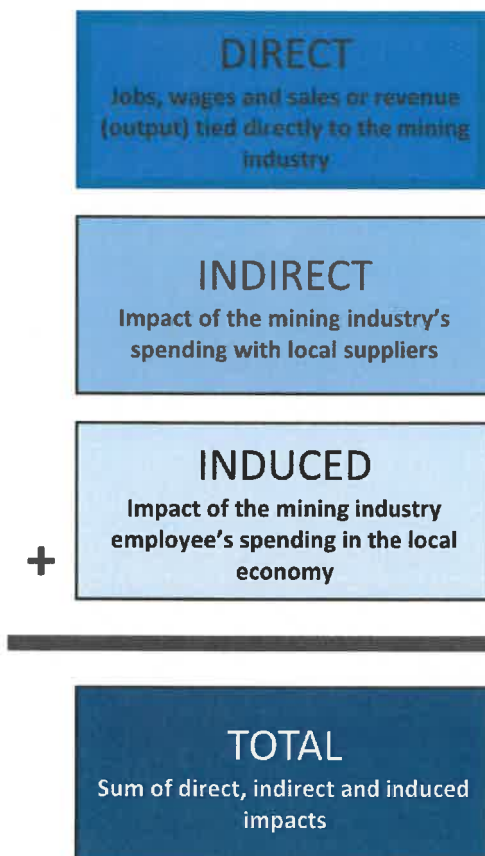 DIRECT
Jobs, wages and sales or revenue
(output) tied directly to the mining
industry
INDIRECT
Impact of the mining industry's
spending with local suppliers
INDUCED
Impact of the mining industry
employee's spending in the local
economy
+
TOTAL
Sum of direct, indirect and induced
impacts